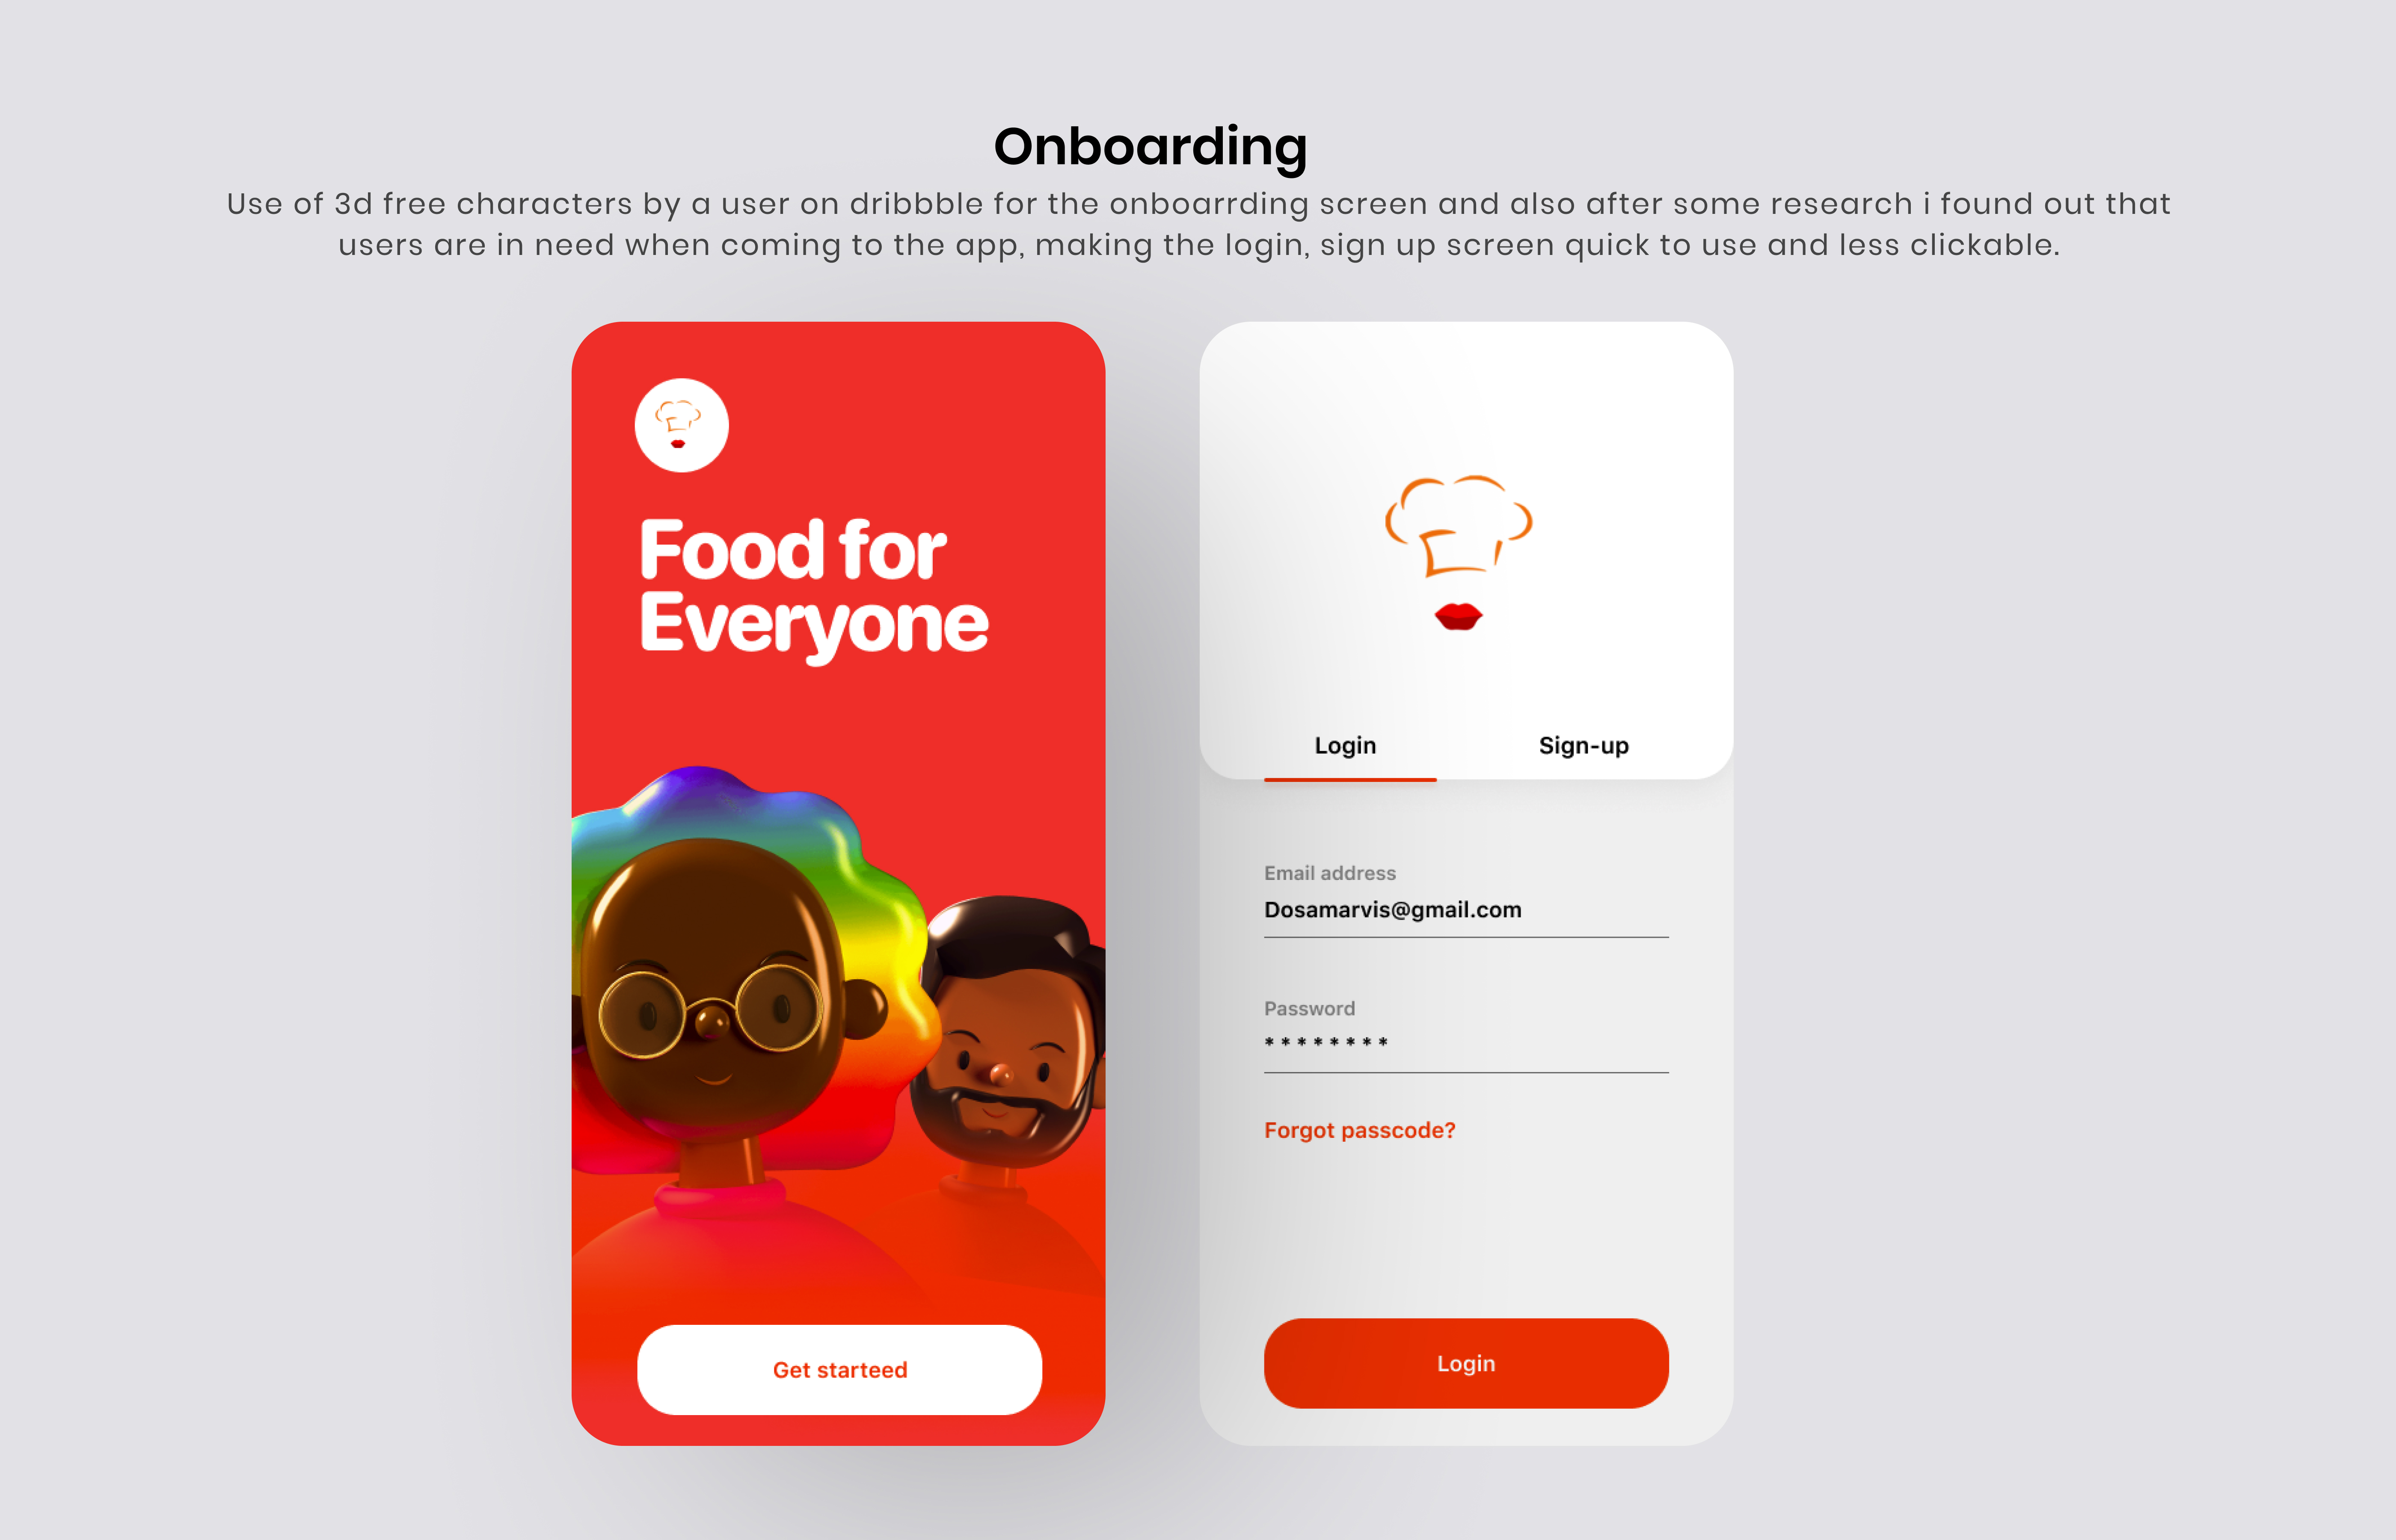 Onboarding
Use of 3d free characters by a user on dribbble for the onboarrding screen and also after some research i found out that
users are in need when coming to the app, making the login, sign up screen quick to use and less clickable.
Food for
Everyone
Get starteed
Login
Sign-up
Email address
Dosamarvis@gmail.com
Password
* * * * * * * *
Forgot passcode?
Login